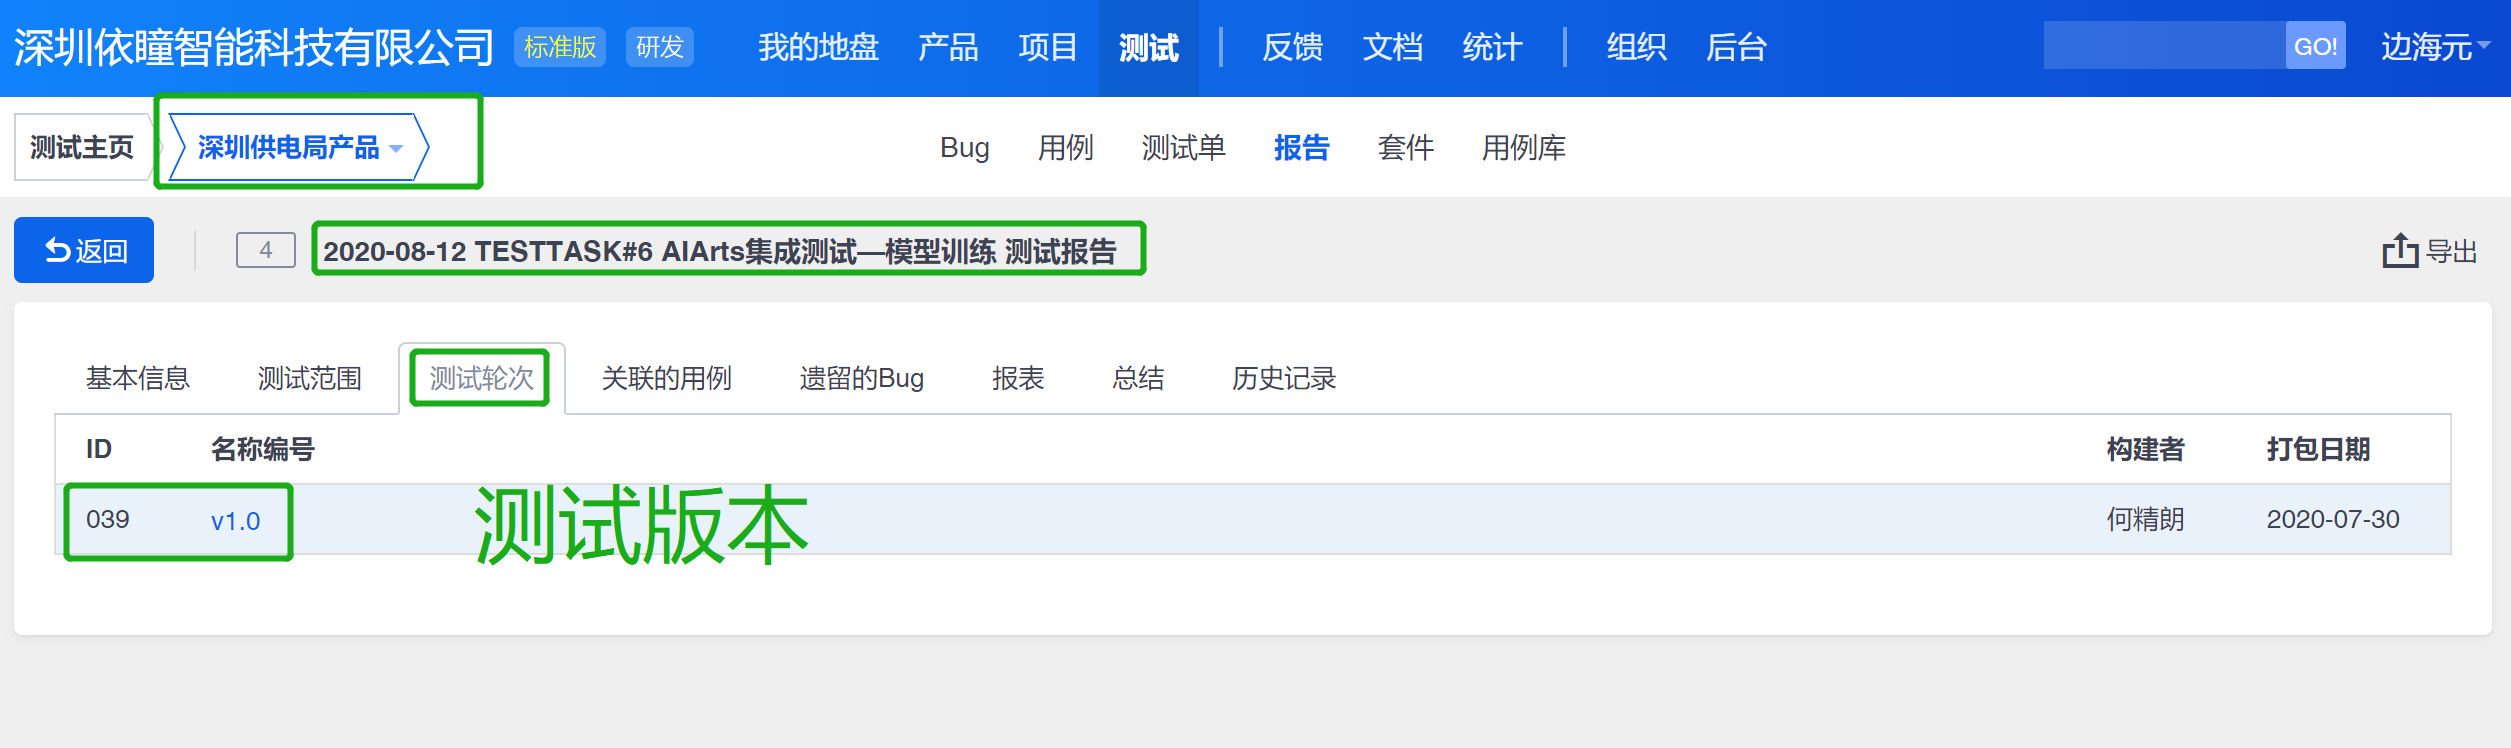 深圳依瞳智能科技有限公司 标准版 研发 我的地盘 产品 项目 测试 反馈 文档 统计 组织 后台 GO! 边海元
测试主页 深圳供电局产品 Bug 用例 测试单 报告 套件 用例库
返回 4 2020-08-12 TESTTASK#6 AIArts集成测试—模型训练 测试报告 导出
基本信息 测试范围 测试轮次 关联的用例 遗留的Bug 报表 总结 历史记录
ID 名称编号 构建者 打包日期
039 v1.0 测试版本 何精朗 2020-07-30